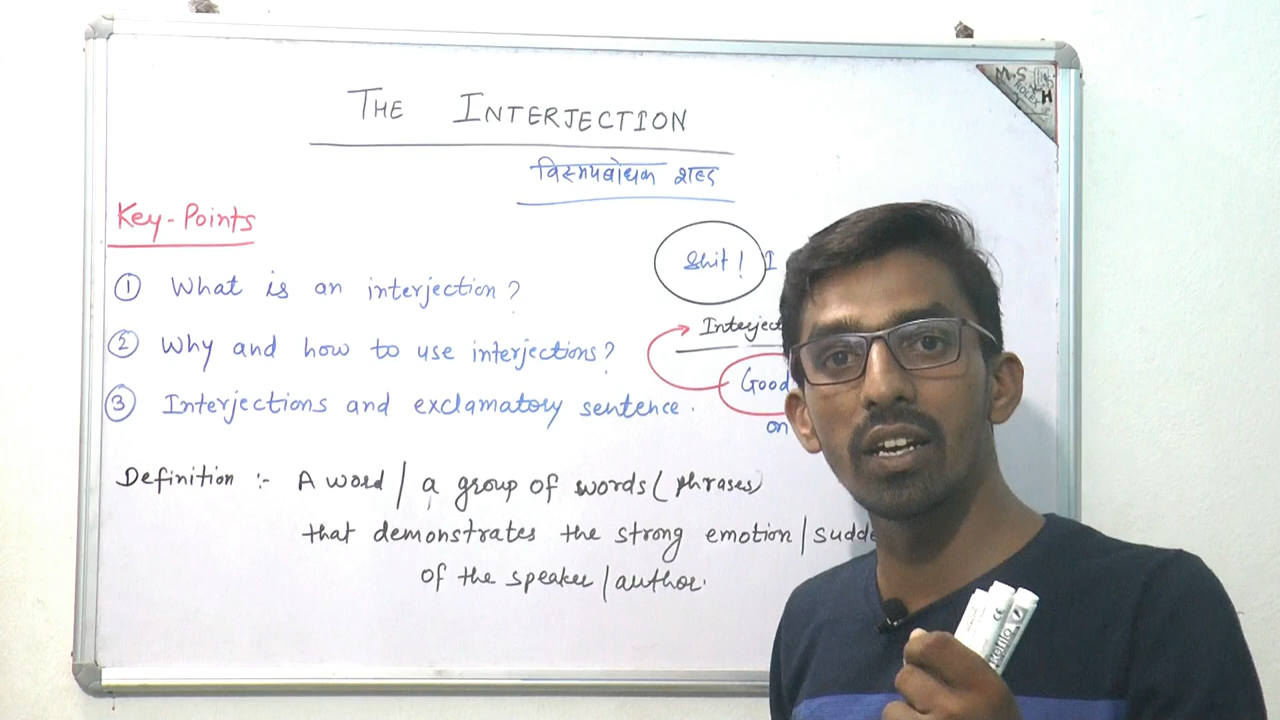 THE INTERJECTION
विस्मयबोधक शब्द
Key-Points
① What is an interjection?
② Why and how to use interjections?
③ Interjections and exclamatory sentence.
Shit! I
Good
on
Definition :- A word / a group of words (phrases)
that demonstrates the strong emotion /
of the speaker / author.
M.S